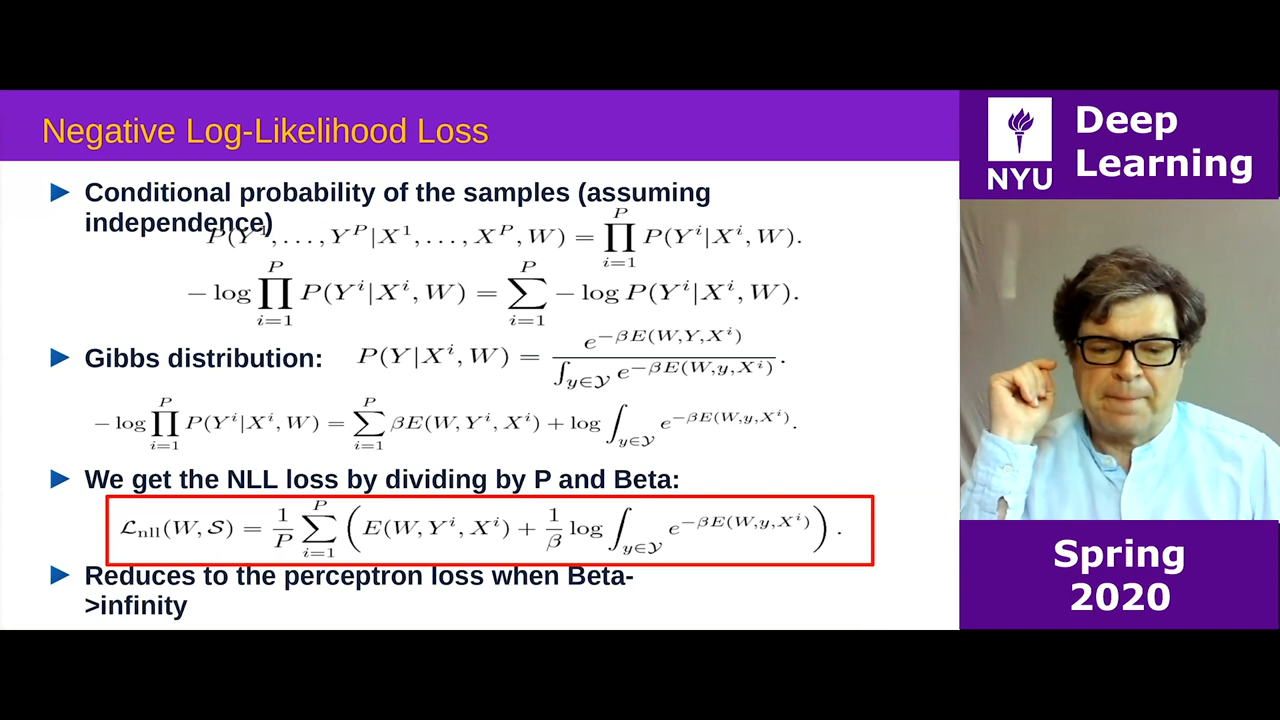 Negative Log-Likelihood Loss
Conditional probability of the samples (assuming
independence)
P(Y^1, . . . , Y^P|X^1, . . . , X^P, W) = ∏_{i=1}^{P} P(Y^i|X^i, W).
− log ∏_{i=1}^{P} P(Y^i|X^i, W) = ∑_{i=1}^{P} − log P(Y^i|X^i, W).
Gibbs distribution: P(Y|X^i, W) = e^{−βE(W,Y,X^i)} / ∫_{y∈𝒴} e^{−βE(W,y,X^i)}.
− log ∏_{i=1}^{P} P(Y^i|X^i, W) = ∑_{i=1}^{P} βE(W, Y^i, X^i) + log ∫_{y∈𝒴} e^{−βE(W,y,X^i)}.
We get the NLL loss by dividing by P and Beta:
ℒ_nll(W, 𝒮) = 1/P ∑_{i=1}^{P} ( E(W, Y^i, X^i) + 1/β log ∫_{y∈𝒴} e^{−βE(W,y,X^i)} ).
Reduces to the perceptron loss when Beta-
>infinity
NYU
Deep
Learning
Spring
2020